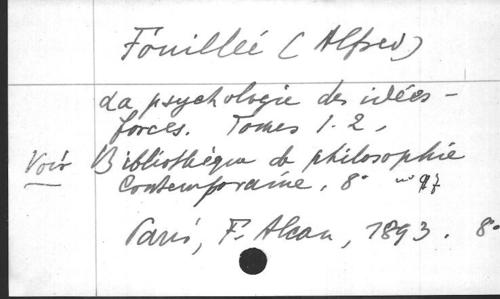 Fouillée (Alfred)
La psychologie des idées-
forces. Tomes 1-2,
Voir Bibliothèque de philosophie
contemporaine, 8° n° 97
Paris, F. Alcan, 1893. 8°